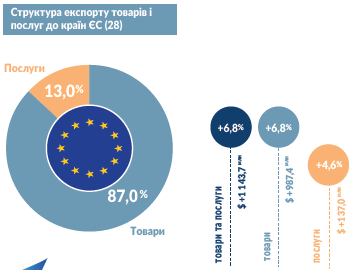 Структура експорту товарів і
послуг до країн ЄС (28)
Послуги
13,0%
87,0%
Товари
+6,8%
+6,8%
+4,6%
товари та послуги
$ +1 143,7 млн
товари
$ +987,4 млн
послуги
$ +137,0 млн